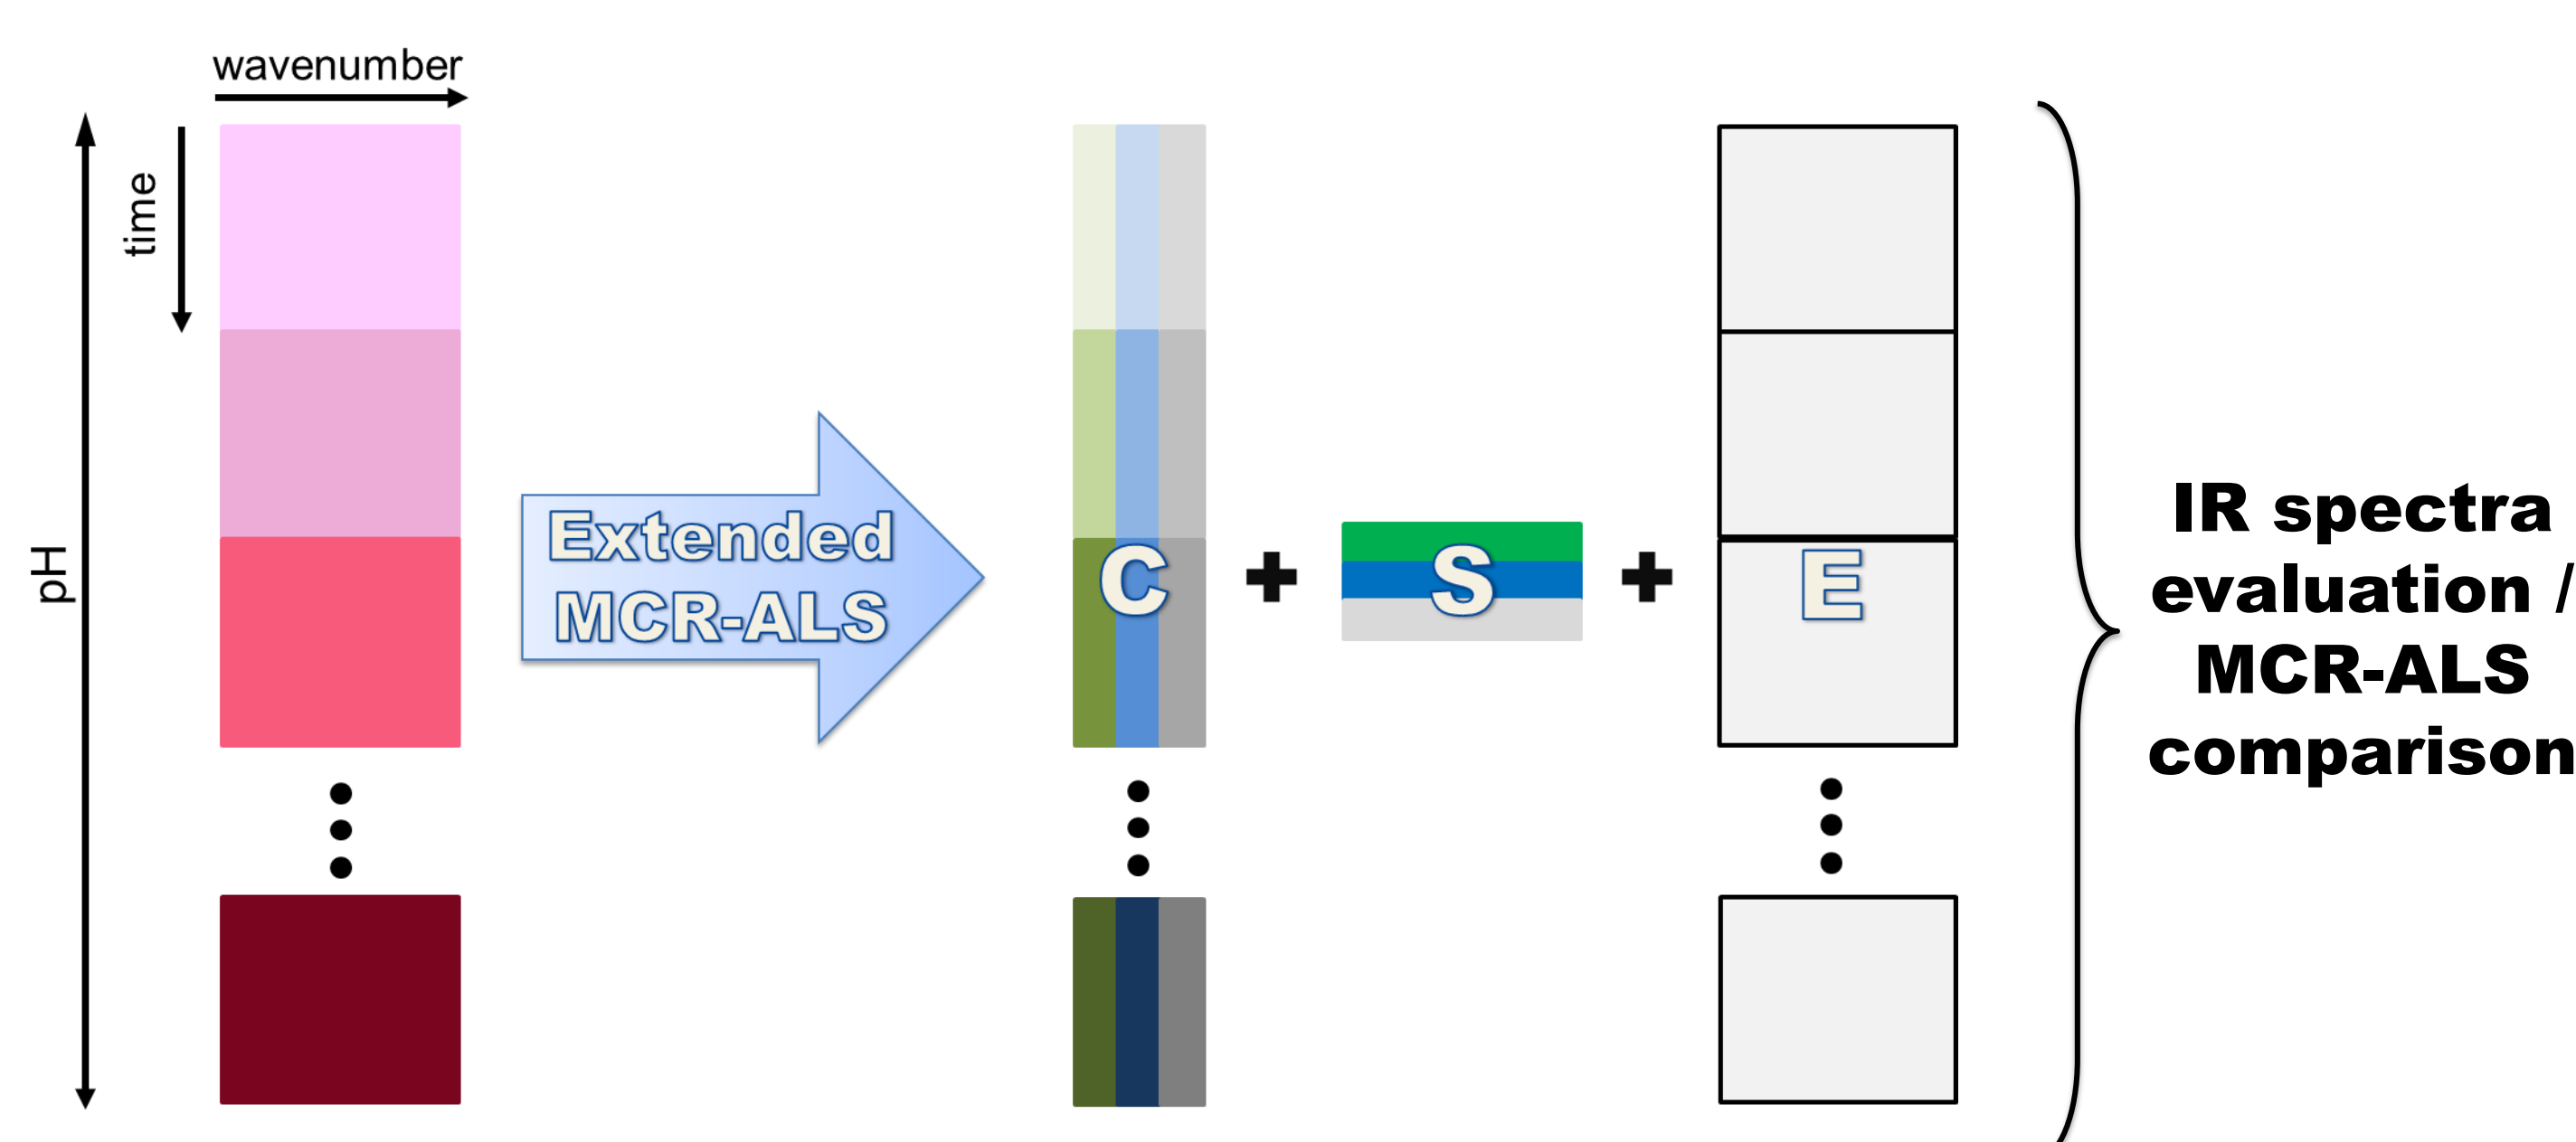 wavenumber
time
pH
Extended
MCR-ALS
C + S + E
IR spectra
evaluation /
MCR-ALS
comparison